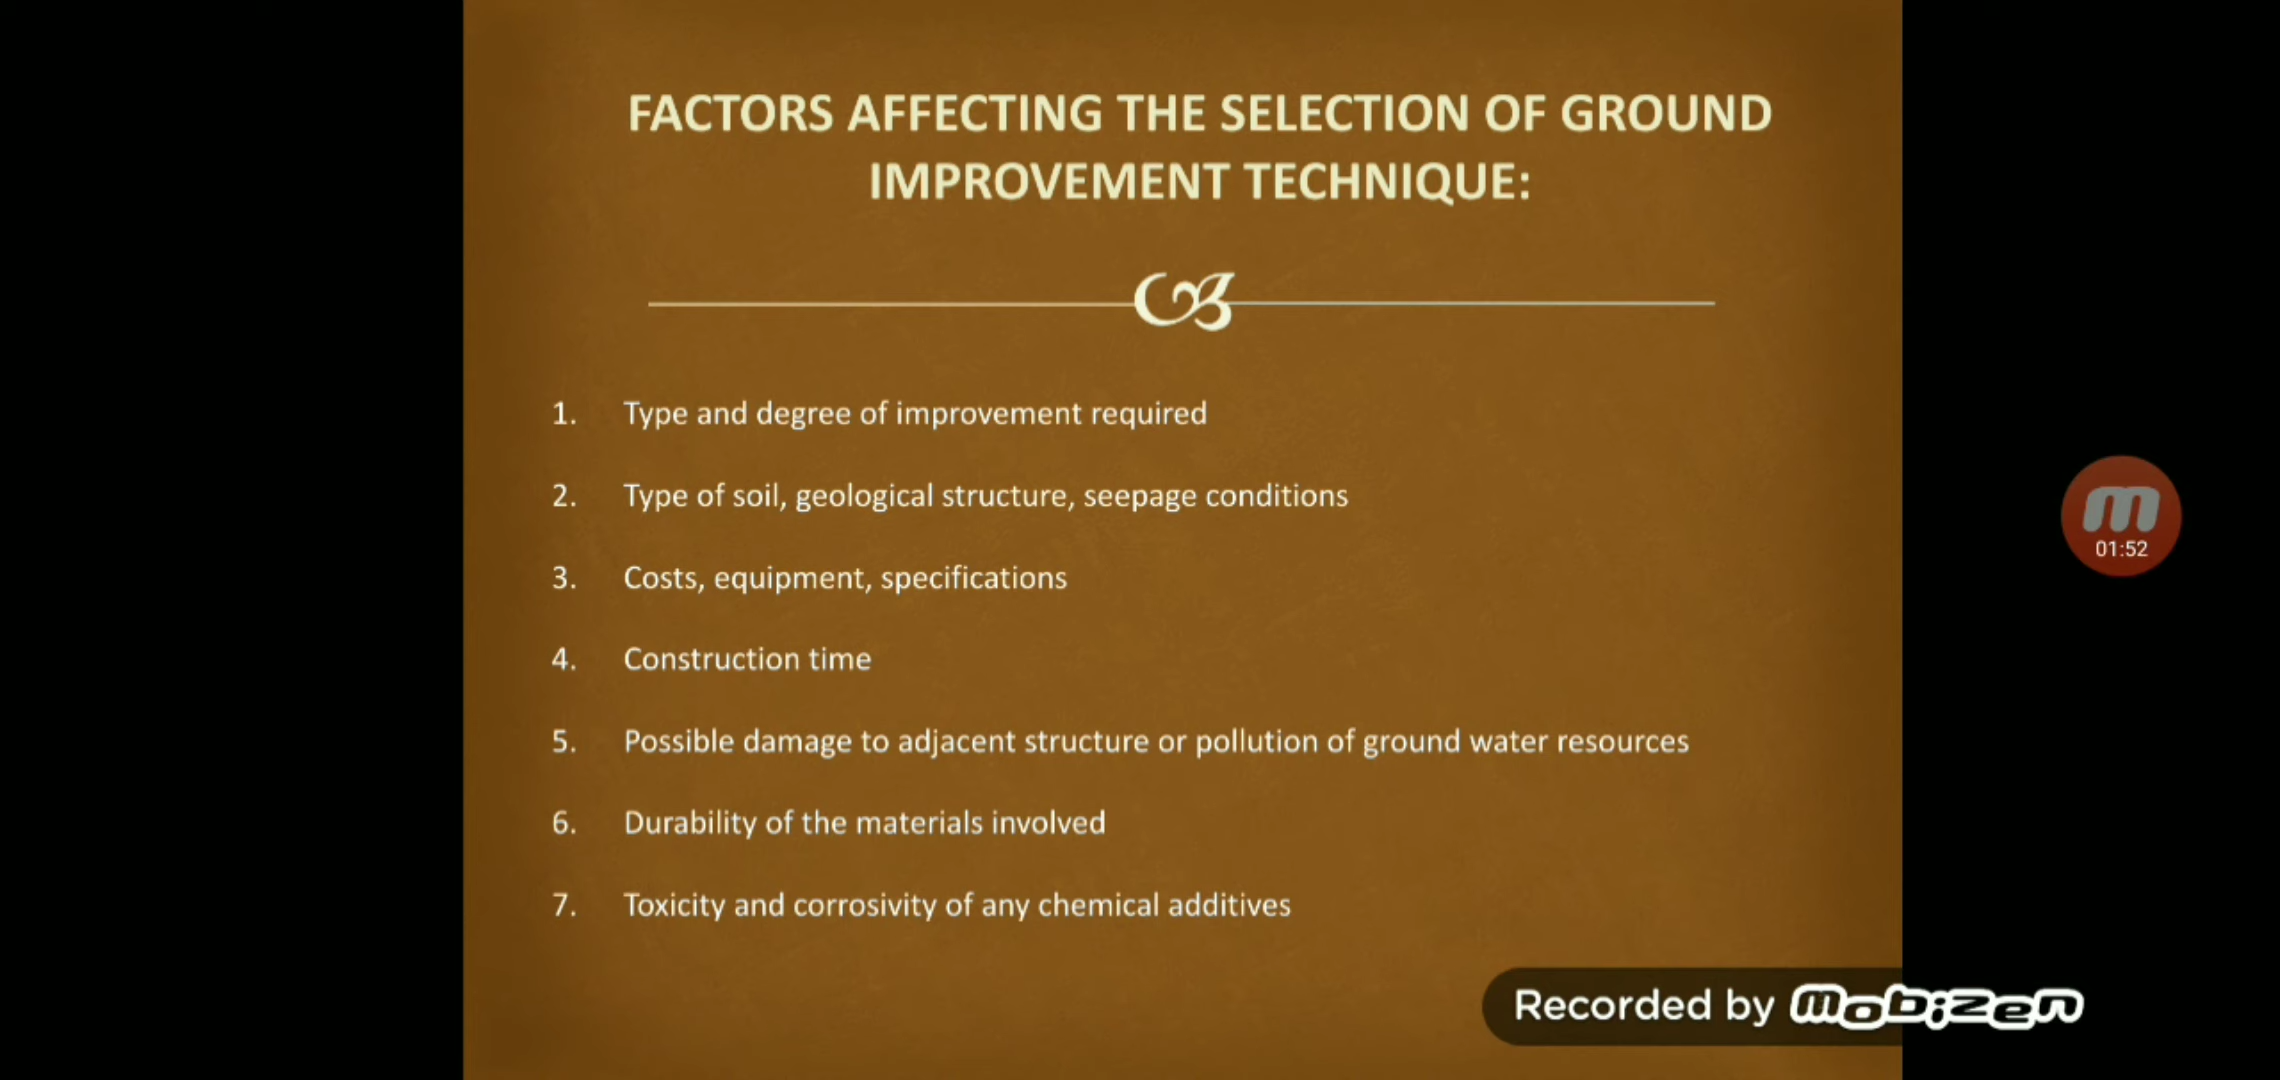 FACTORS AFFECTING THE SELECTION OF GROUND
IMPROVEMENT TECHNIQUE:
1. Type and degree of improvement required
2. Type of soil, geological structure, seepage conditions
3. Costs, equipment, specifications
4. Construction time
5. Possible damage to adjacent structure or pollution of ground water resources
6. Durability of the materials involved
7. Toxicity and corrosivity of any chemical additives
m
01:52
Recorded by mobizen